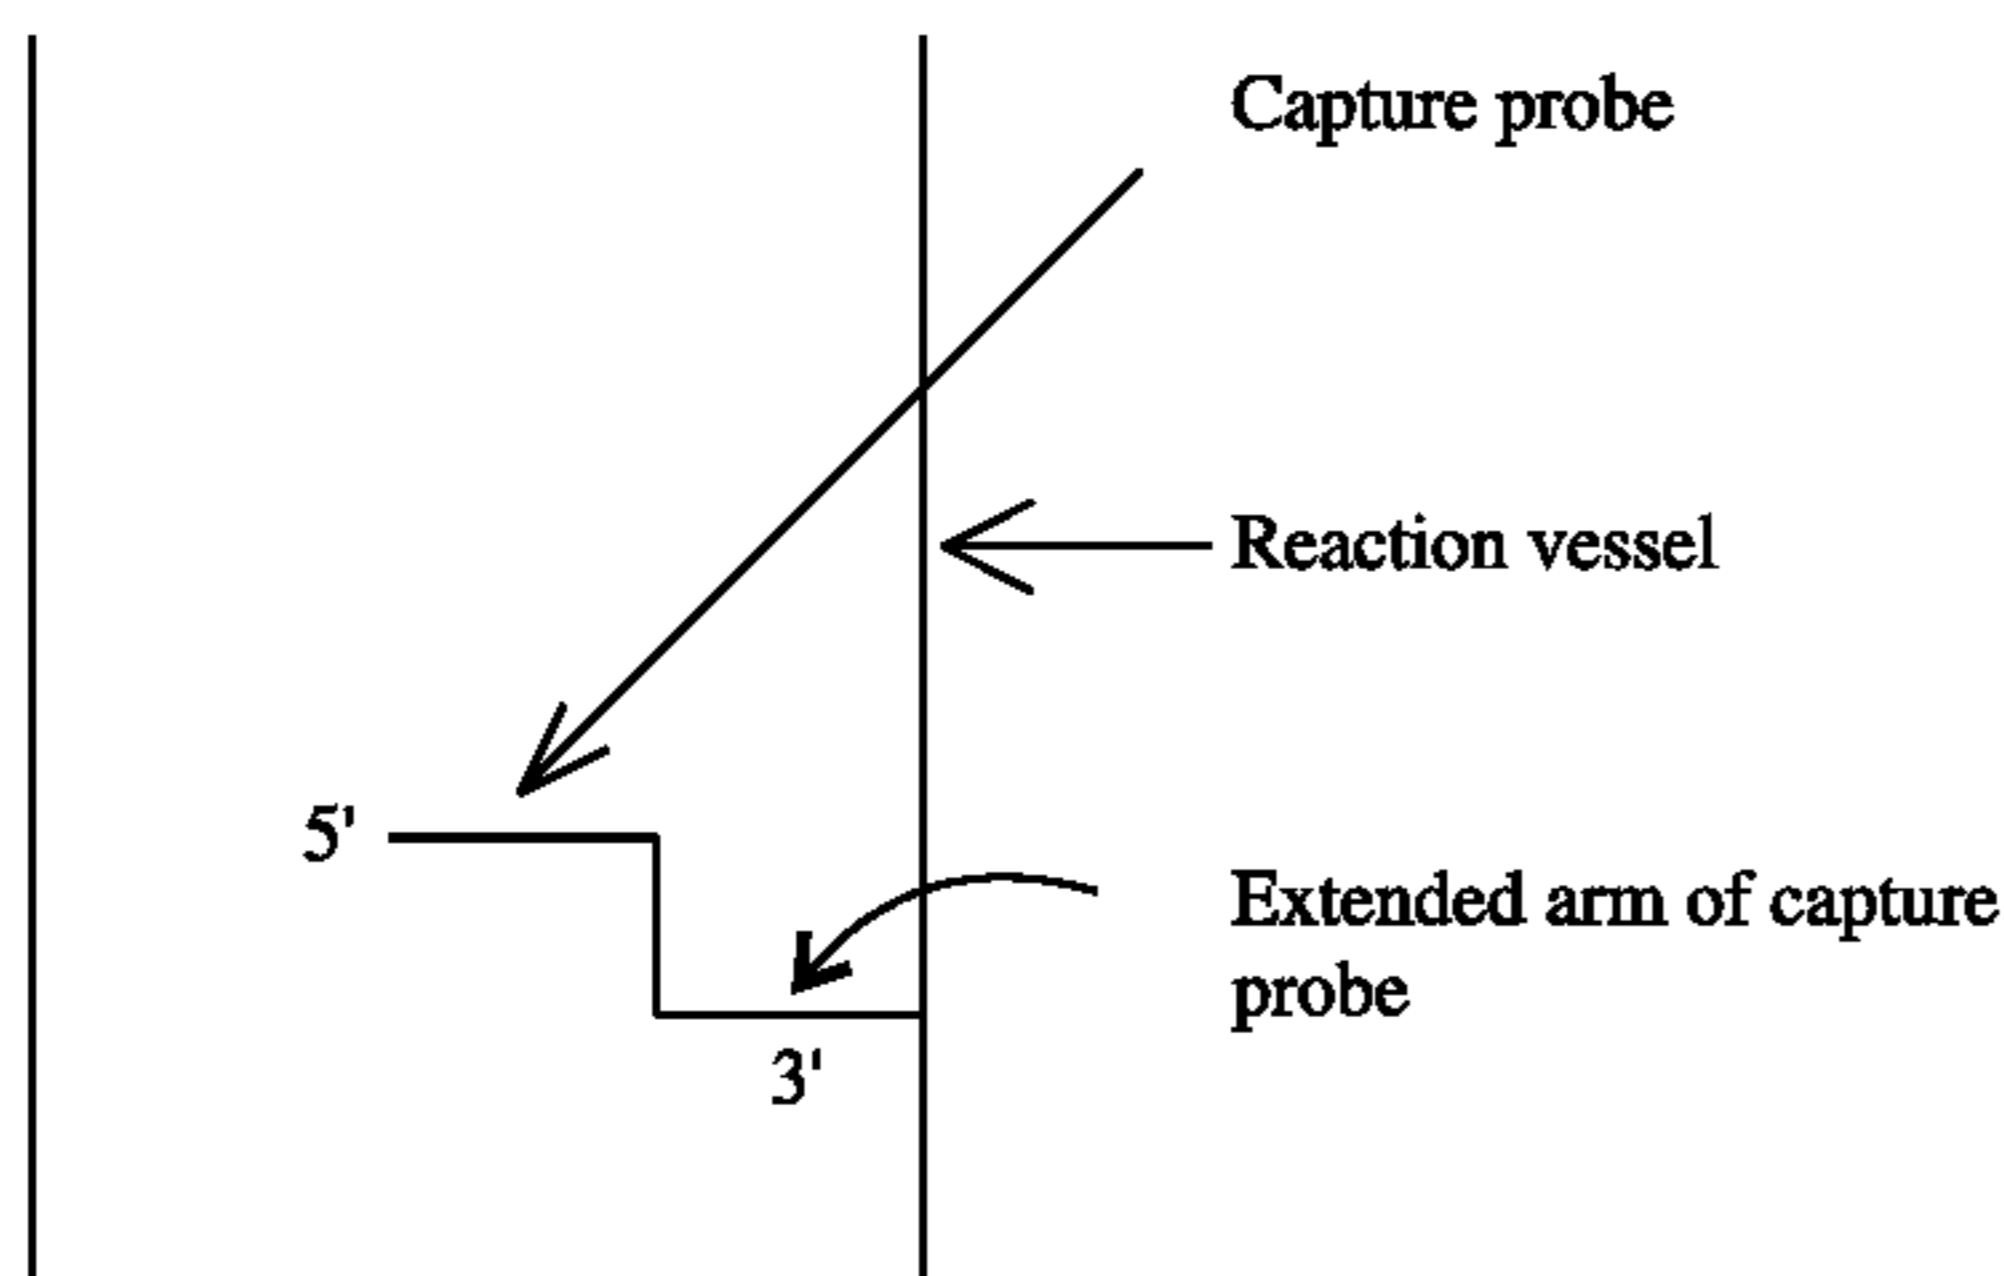 Capture probe
Reaction vessel
5'
Extended arm of capture
probe
3'